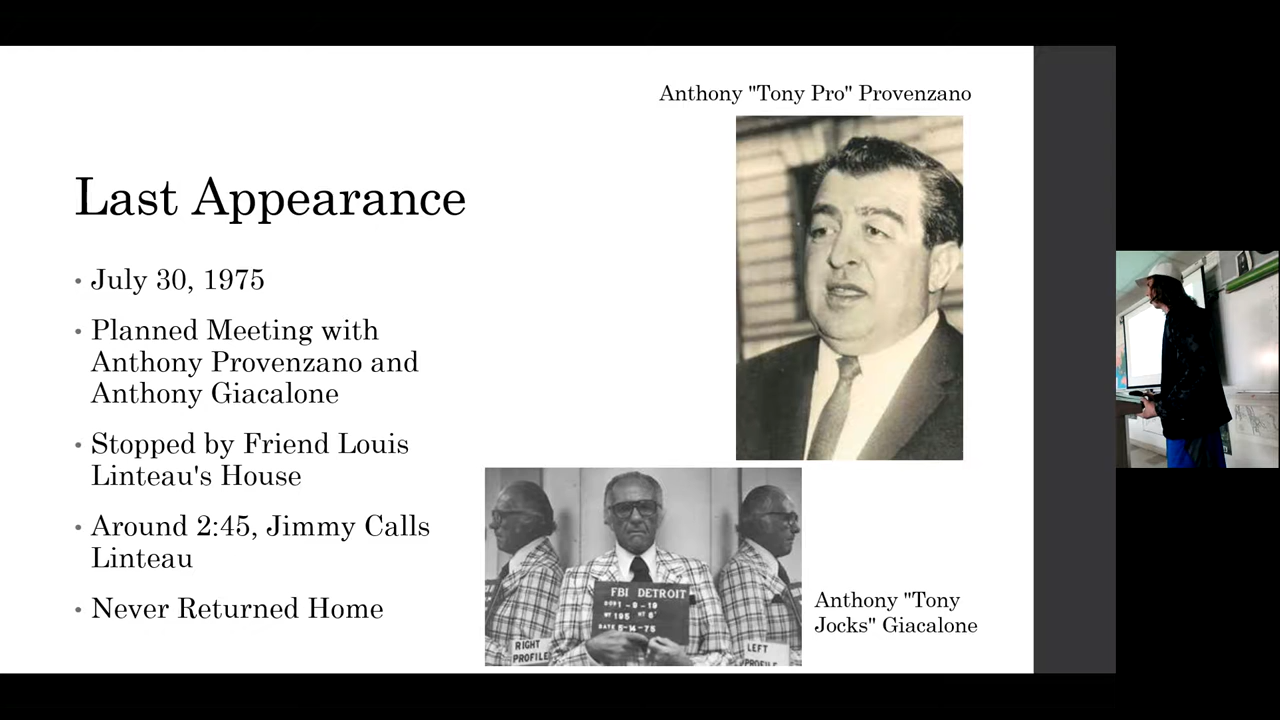 Anthony "Tony Pro" Provenzano
Last Appearance
• July 30, 1975
• Planned Meeting with
Anthony Provenzano and
Anthony Giacalone
• Stopped by Friend Louis
Linteau's House
• Around 2:45, Jimmy Calls
Linteau
• Never Returned Home
FBI DETROIT
RIGHT
PROFILE
LEFT
PROFILE
Anthony "Tony
Jocks" Giacalone